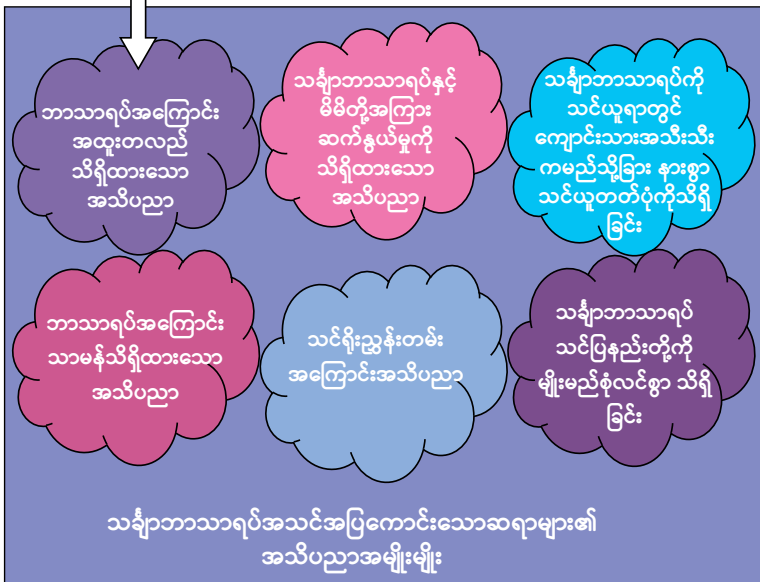 ဘာသာရပ်အကြောင်း
အထူးတလည်
သိရှိထားသော
အသိပညာ
သင်္ချာဘာသာရပ်နှင့်
မိမိတို့အကြား
ဆက်နွယ်မှုကို
သိရှိထားသော
အသိပညာ
သင်္ချာဘာသာရပ်ကို
သင်ယူရာတွင်
ကျောင်းသားအသီးသီး
ကမည်သို့ခြား နားစွာ
သင်ယူတတ်ပုံကိုသိရှိ
ခြင်း
ဘာသာရပ်အကြောင်း
သာမန်သိရှိထားသော
အသိပညာ
သင်ရိုးညွှန်းတမ်း
အကြောင်းအသိပညာ
သင်္ချာဘာသာရပ်
သင်ပြနည်းတို့ကို
မျိုးမည်စုံလင်စွာ သိရှိ
ခြင်း
သင်္ချာဘာသာရပ်အသင်အပြကောင်းသောဆရာများ၏
အသိပညာအမျိုးမျိုး